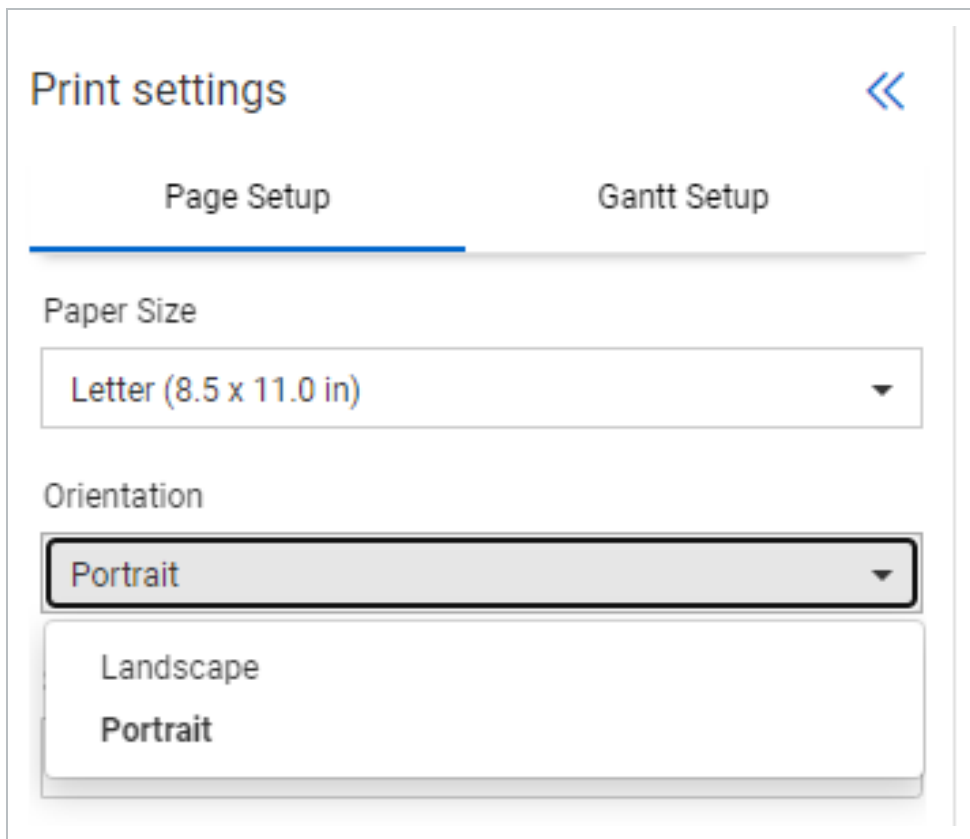 Print settings
Page Setup
Gantt Setup
Paper Size
Letter (8.5 x 11.0 in)
Orientation
Portrait
Landscape
Portrait